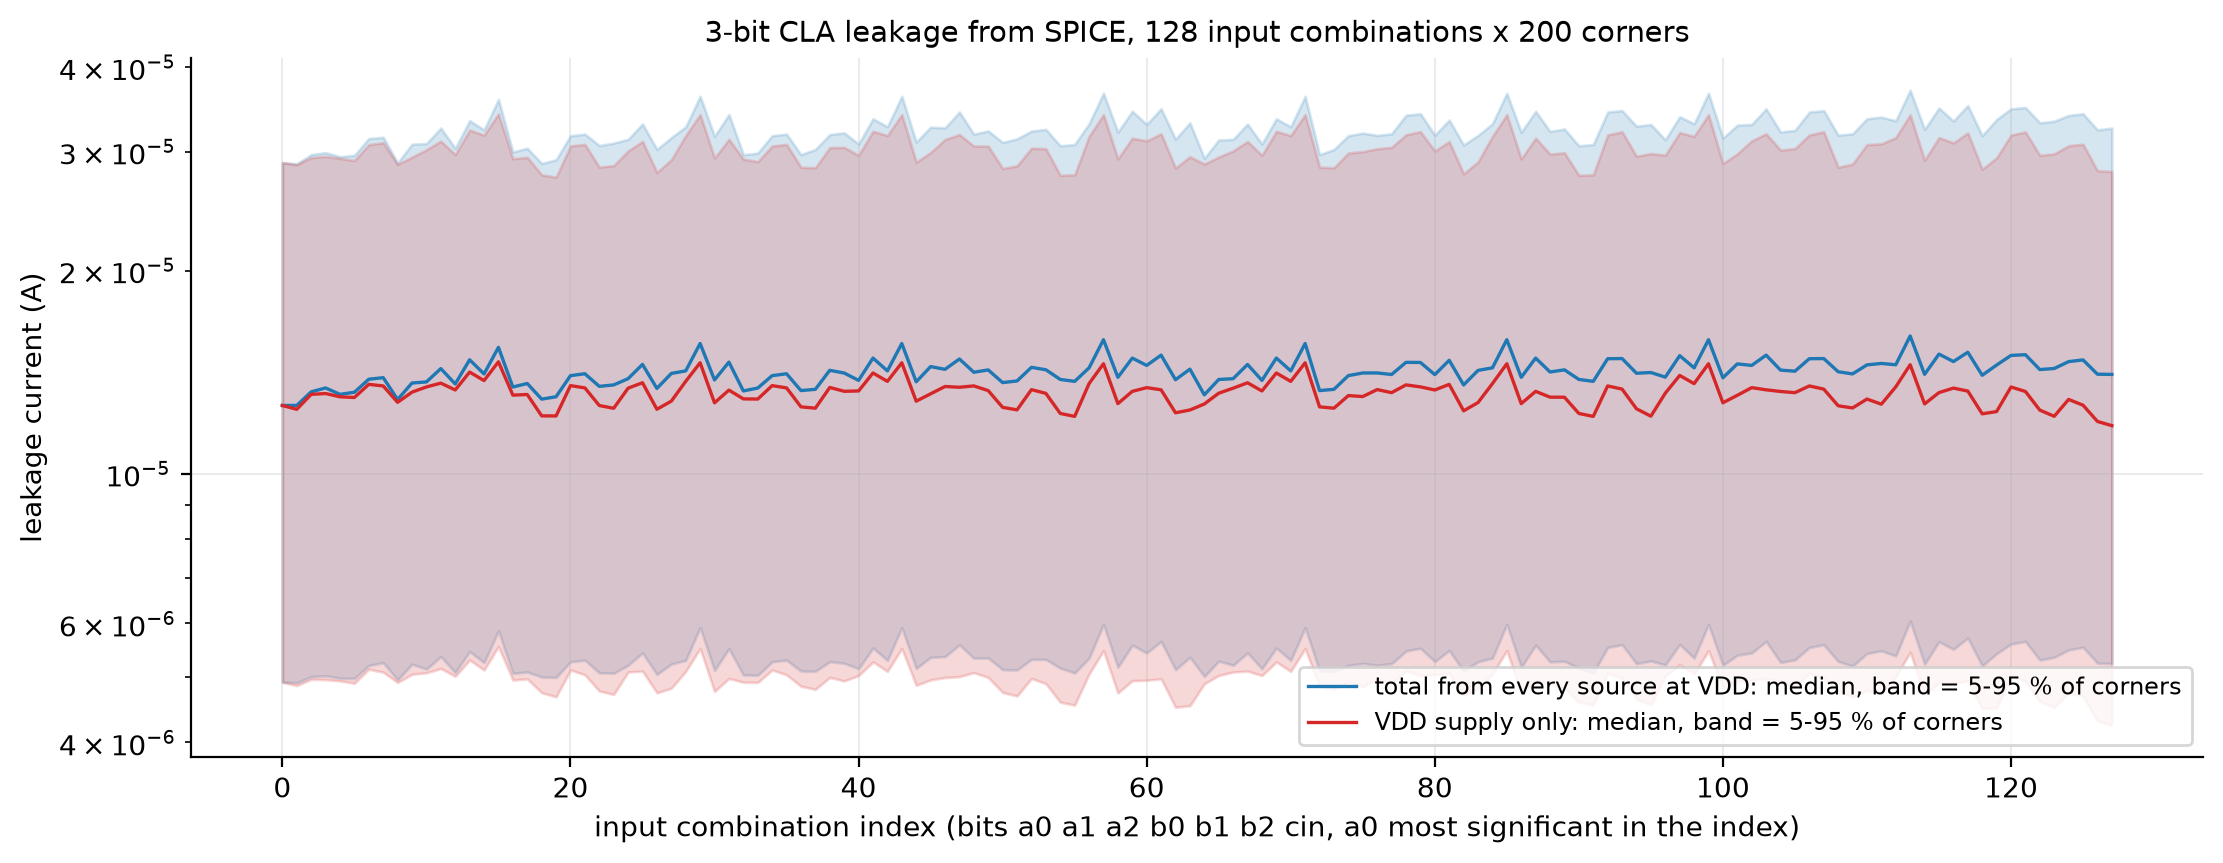 3-bit CLA leakage from SPICE, 128 input combinations x 200 corners
leakage current (A)
4 × 10⁻⁵
3 × 10⁻⁵
2 × 10⁻⁵
10⁻⁵
6 × 10⁻⁶
4 × 10⁻⁶
total from every source at VDD: median, band = 5-95 % of corners
VDD supply only: median, band = 5-95 % of corners
0 20 40 60 80 100 120
input combination index (bits a0 a1 a2 b0 b1 b2 cin, a0 most significant in the index)